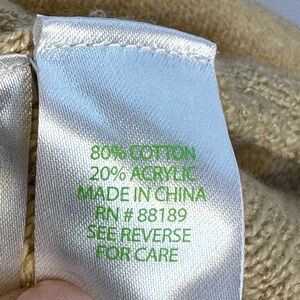 80% COTTON
20% ACRYLIC
MADE IN CHINA
RN # 88189
SEE REVERSE
FOR CARE